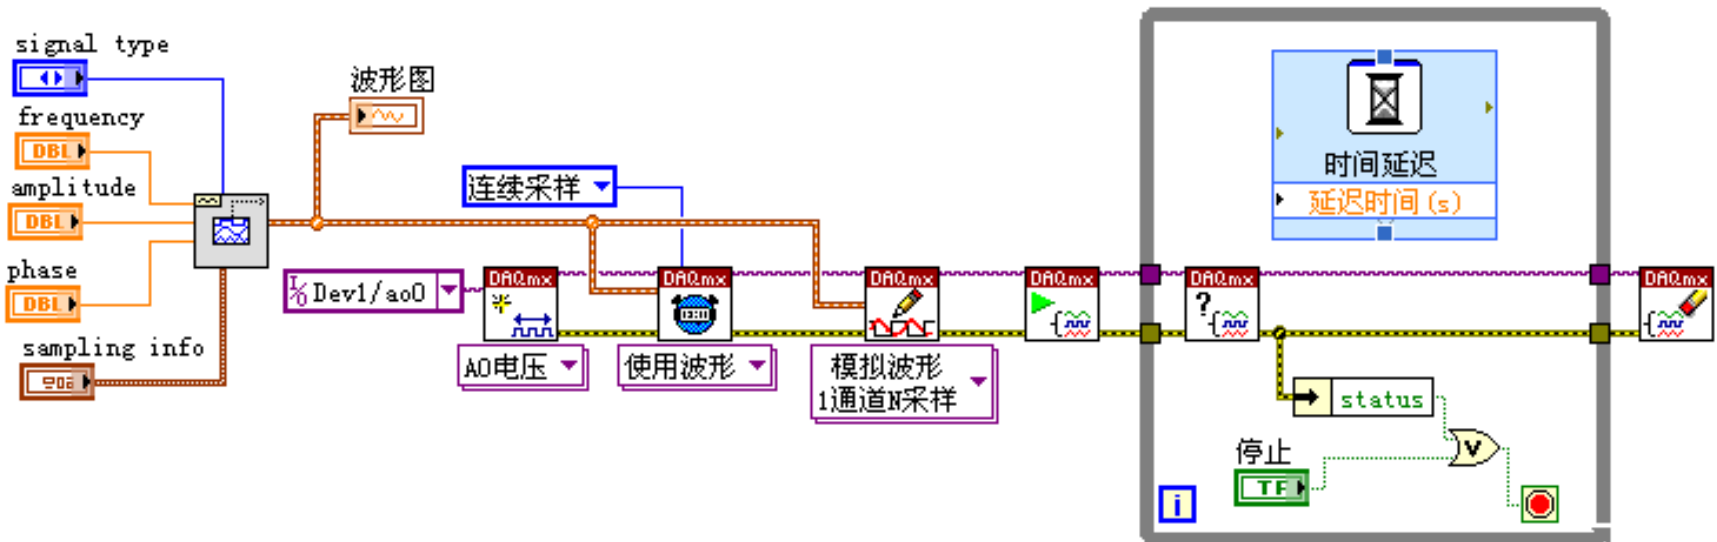 signal type
frequency
DBL
amplitude
DBL
phase
DBL
sampling info
波形图
连续采样
I/O Dev1/ao0
DAQmx
AO电压
DAQmx
使用波形
DAQmx
模拟波形
1通道N采样
DAQmx
时间延迟
延迟时间(s)
DAQmx
?
status
V
停止
TF
i
DAQmx